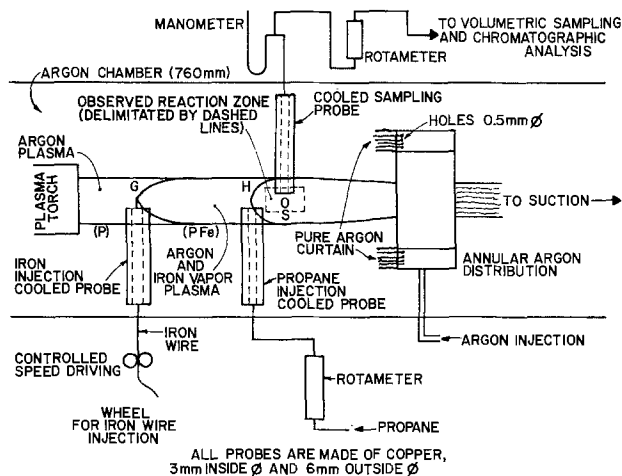 MANOMETER
TO VOLUMETRIC SAMPLING
AND CHROMATOGRAPHIC
ANALYSIS
ROTAMETER
ARGON CHAMBER (760mm)
OBSERVED REACTION ZONE
(DELIMITATED BY DASHED
LINES)
COOLED SAMPLING
PROBE
HOLES 0.5mm Ø
ARGON
PLASMA
PLASMA
TORCH
G
H
O
S
TO SUCTION
(P)
(P Fe)
PURE ARGON
CURTAIN
ANNULAR ARGON
DISTRIBUTION
IRON
INJECTION
COOLED PROBE
ARGON
AND
IRON VAPOR
PLASMA
PROPANE
INJECTION
COOLED PROBE
IRON
WIRE
ARGON INJECTION
CONTROLLED
SPEED DRIVING
ROTAMETER
WHEEL
FOR IRON WIRE
INJECTION
PROPANE
ALL PROBES ARE MADE OF COPPER,
3mm INSIDE Ø AND 6mm OUTSIDE Ø